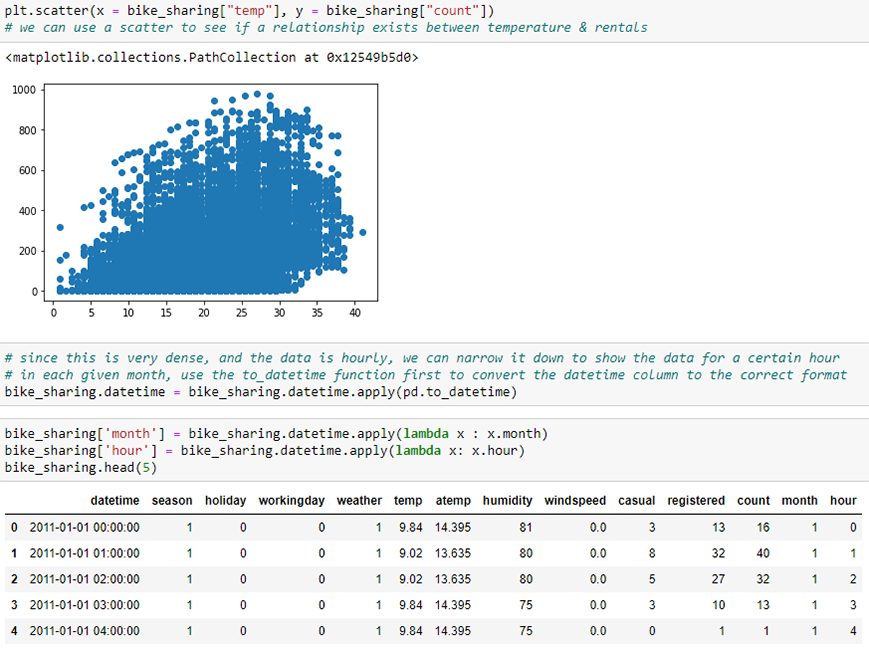 plt.scatter(x = bike_sharing["temp"], y = bike_sharing["count"])
# we can use a scatter to see if a relationship exists between temperature & rentals
<matplotlib.collections.PathCollection at 0x12549b5d0>
1000
800
600
400
200
0
0 5 10 15 20 25 30 35 40
# since this is very dense, and the data is hourly, we can narrow it down to show the data for a certain hour
# in each given month, use the to_datetime function first to convert the datetime column to the correct format
bike_sharing.datetime = bike_sharing.datetime.apply(pd.to_datetime)
bike_sharing['month'] = bike_sharing.datetime.apply(lambda x : x.month)
bike_sharing['hour'] = bike_sharing.datetime.apply(lambda x: x.hour)
bike_sharing.head(5)
datetime season holiday workingday weather temp atemp humidity windspeed casual registered count month hour
0 2011-01-01 00:00:00 1 0 0 1 9.84 14.395 81 0.0 3 13 16 1 0
1 2011-01-01 01:00:00 1 0 0 1 9.02 13.635 80 0.0 8 32 40 1 1
2 2011-01-01 02:00:00 1 0 0 1 9.02 13.635 80 0.0 5 27 32 1 2
3 2011-01-01 03:00:00 1 0 0 1 9.84 14.395 75 0.0 3 10 13 1 3
4 2011-01-01 04:00:00 1 0 0 1 9.84 14.395 75 0.0 0 1 1 1 4